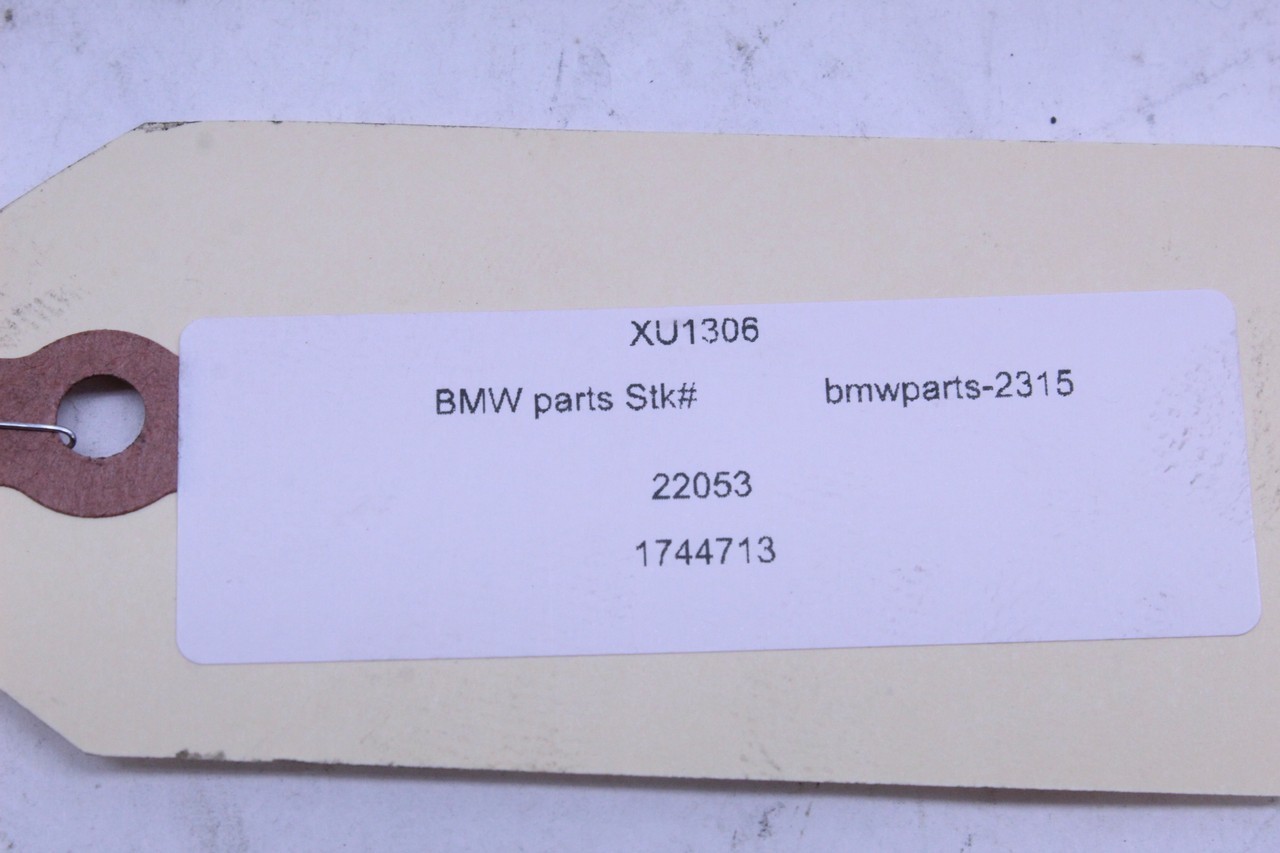 XU1306
BMW parts Stk# bmwparts-2315
22053
1744713